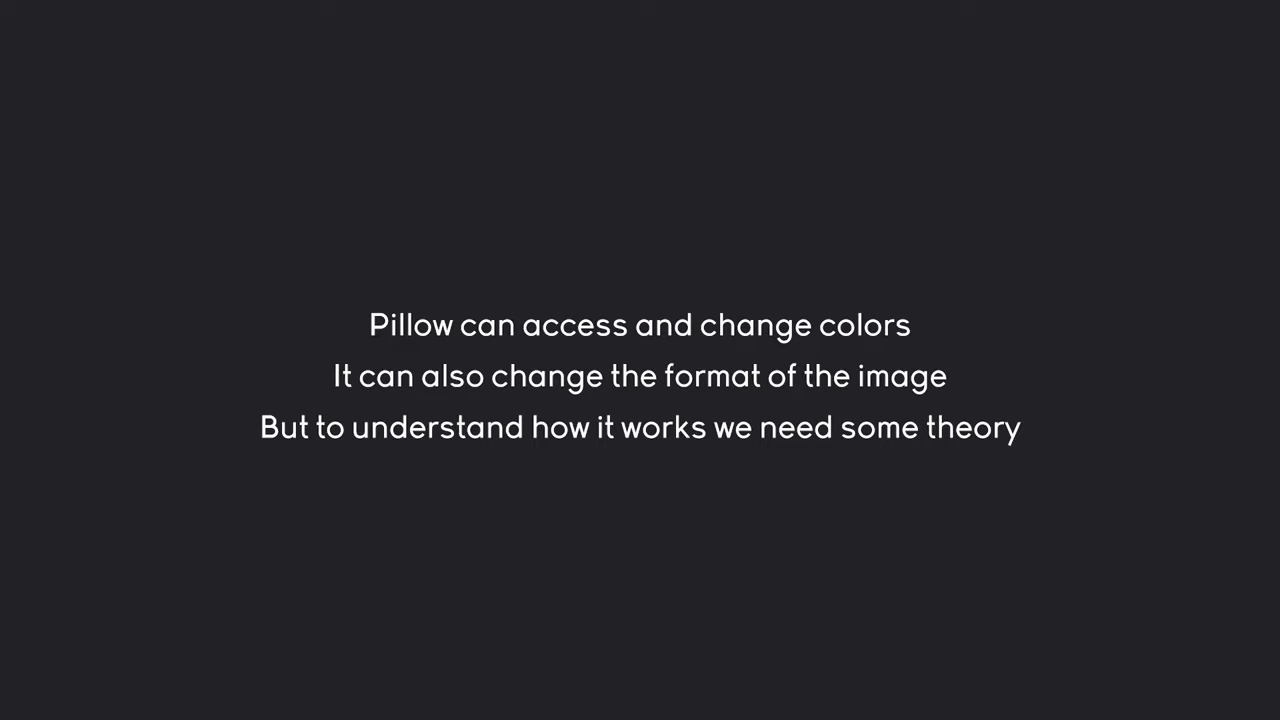 Pillow can access and change colors
It can also change the format of the image
But to understand how it works we need some theory